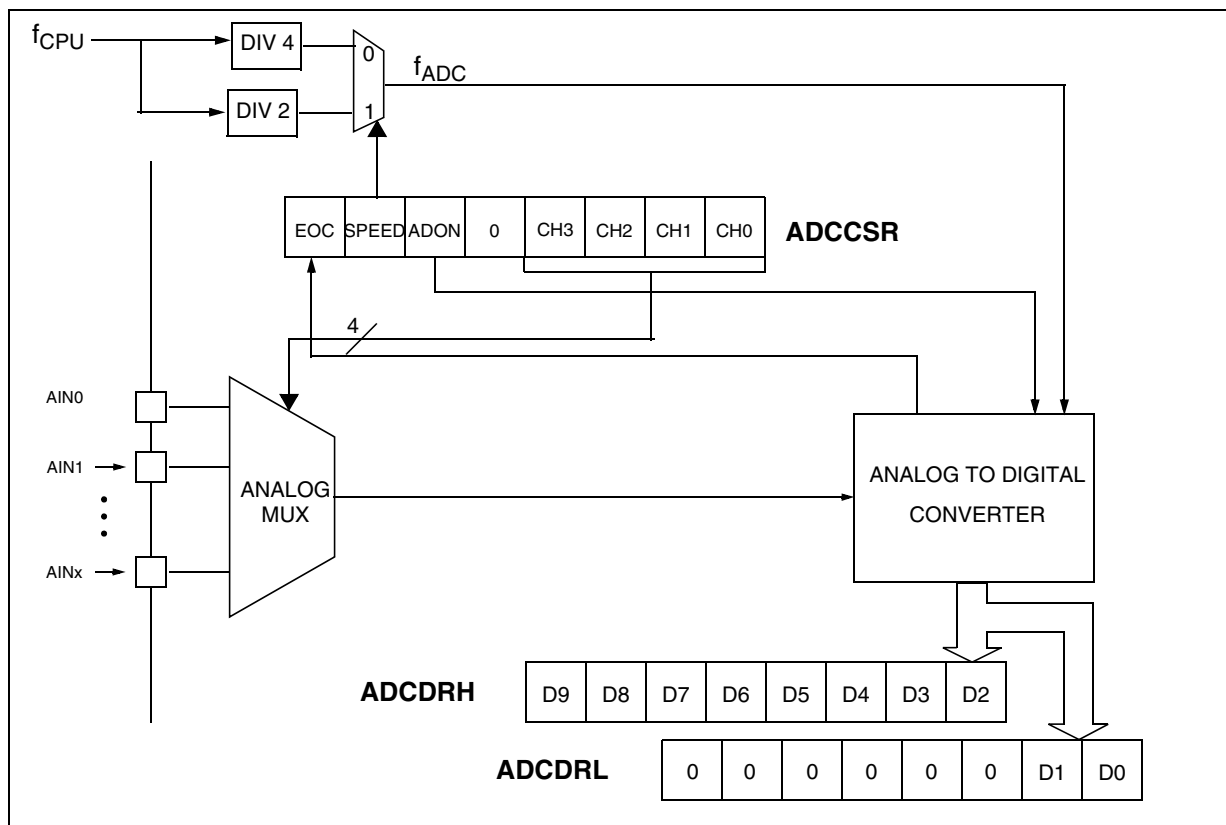 fCPU
DIV 4
0
fADC
DIV 2
1
EOC SPEED ADON 0 CH3 CH2 CH1 CH0 ADCCSR
4
AIN0
AIN1
ANALOG
MUX
AINx
ANALOG TO DIGITAL
CONVERTER
ADCDRH D9 D8 D7 D6 D5 D4 D3 D2
ADCDRL 0 0 0 0 0 0 D1 D0